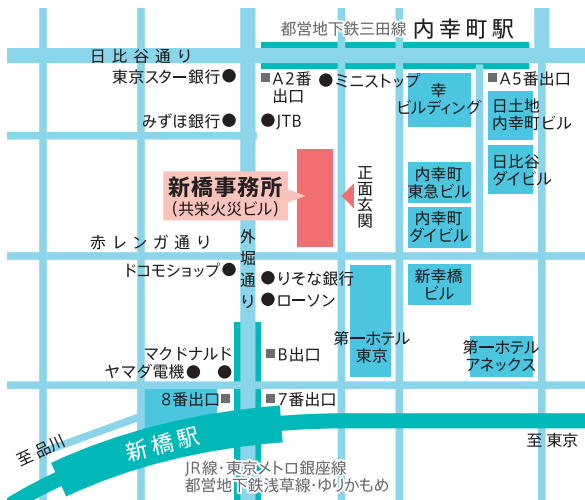 都営地下鉄三田線 内幸町駅
日比谷通り
東京スター銀行
A2番
出口
ミニストップ
幸
ビルディング
A5番出口
日土地
内幸町ビル
みずほ銀行
JTB
日比谷
ダイビル
新橋事務所
(共栄火災ビル)
正面玄関
内幸町
東急ビル
内幸町
ダイビル
赤レンガ通り
外堀通り
ドコモショップ
りそな銀行
ローソン
新幸橋
ビル
第一ホテル
東京
第一ホテル
アネックス
マクドナルド
ヤマダ電機
B出口
8番出口
7番出口
至 品川
新橋駅
至 東京
JR線・東京メトロ銀座線
都営地下鉄浅草線・ゆりかもめ